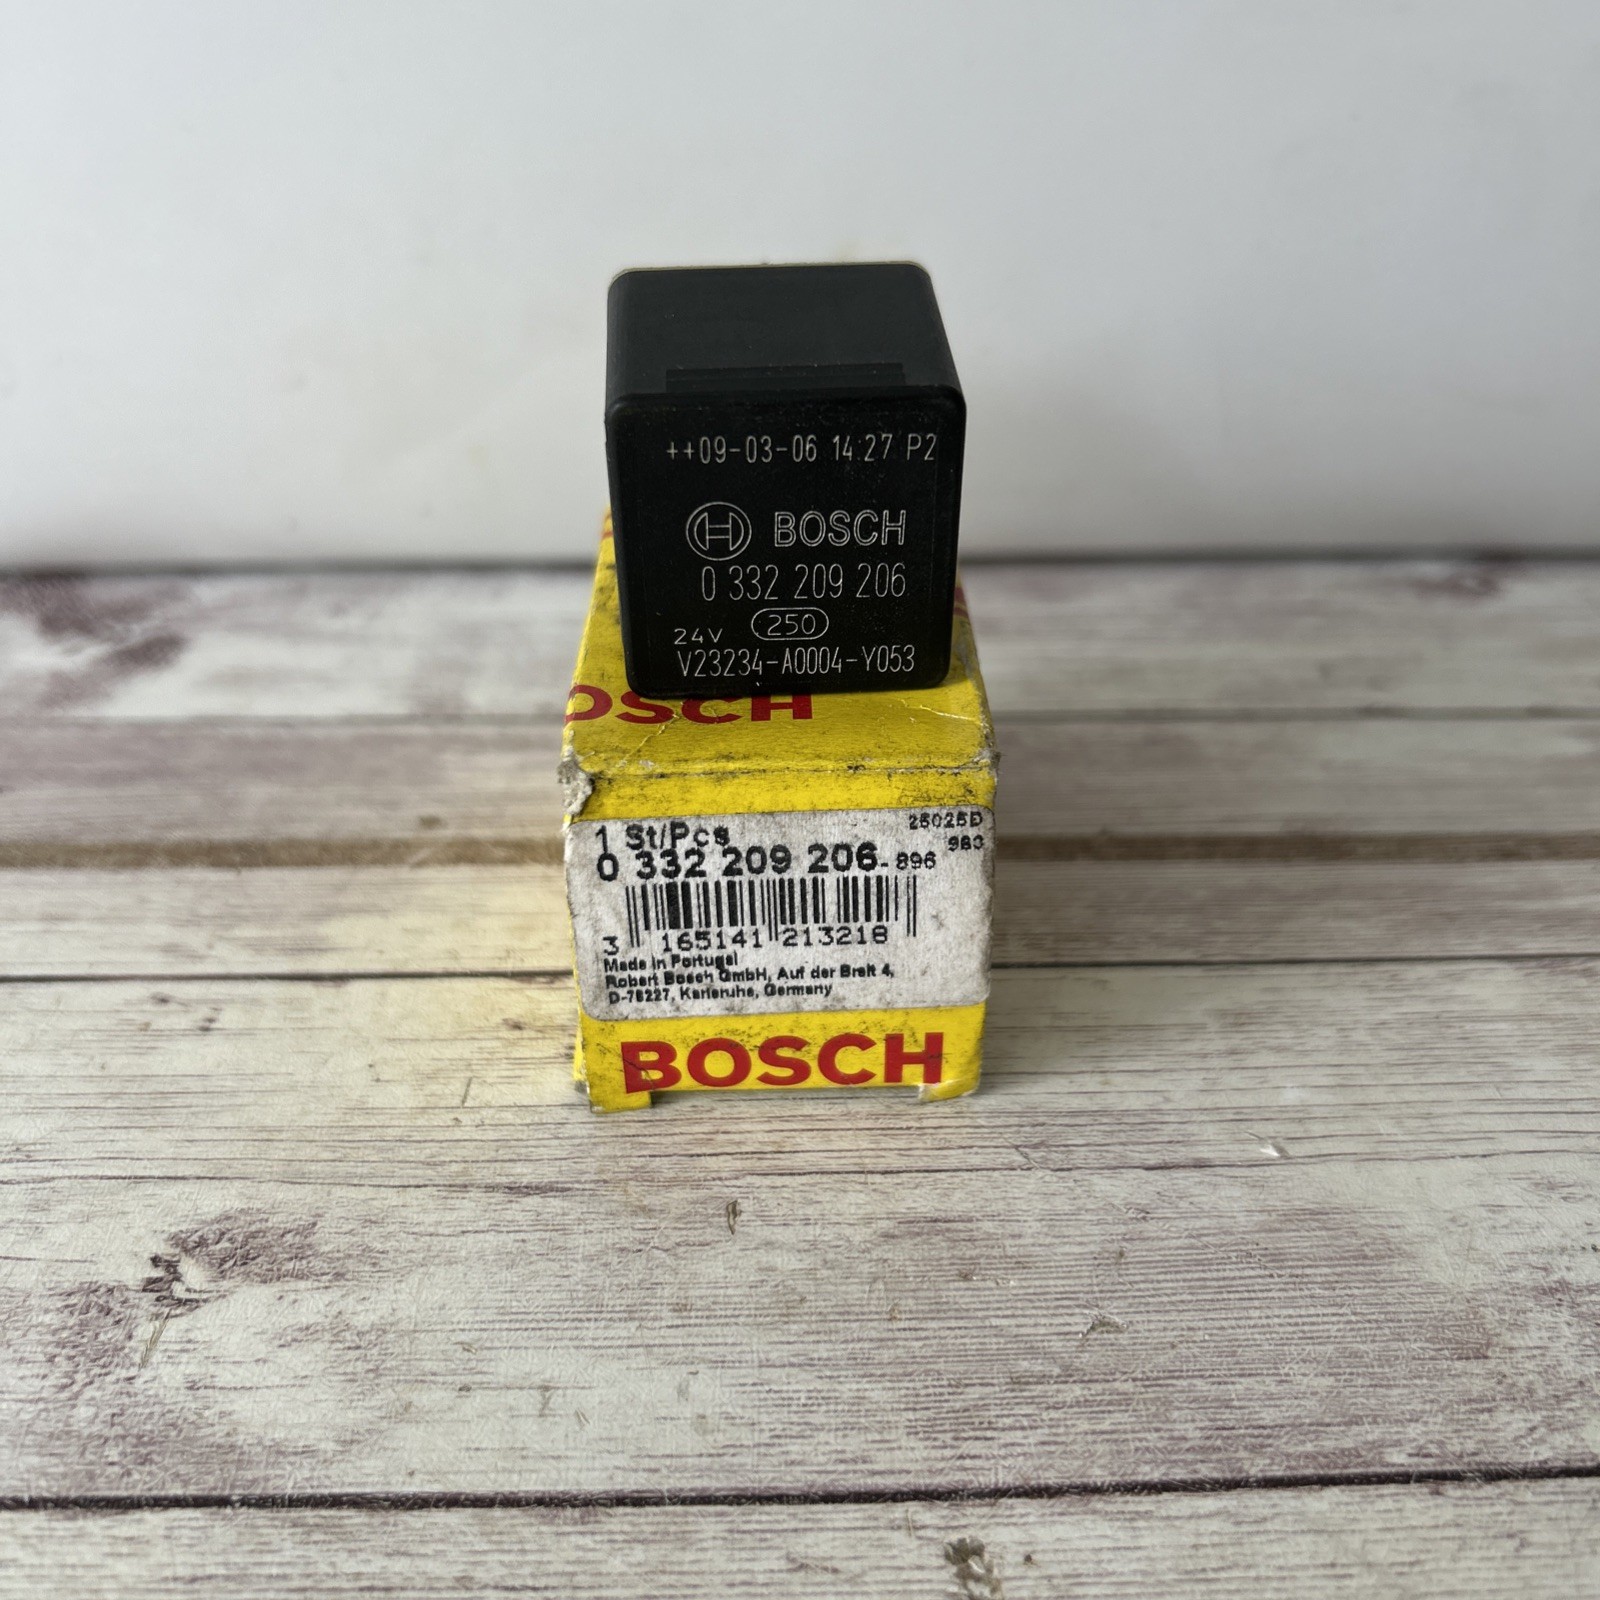 ++09-03-06 14:27 P2
BOSCH
0 332 209 206
24V 250
V23234-A0004-Y053
OSCH
1 St/Pcs 25025D
0 332 209 206-896 980
3 165141 213218
Made in Portugal
Robert Bosch GmbH, Auf der Breit 4,
D-76227, Karlsruhe, Germany
BOSCH